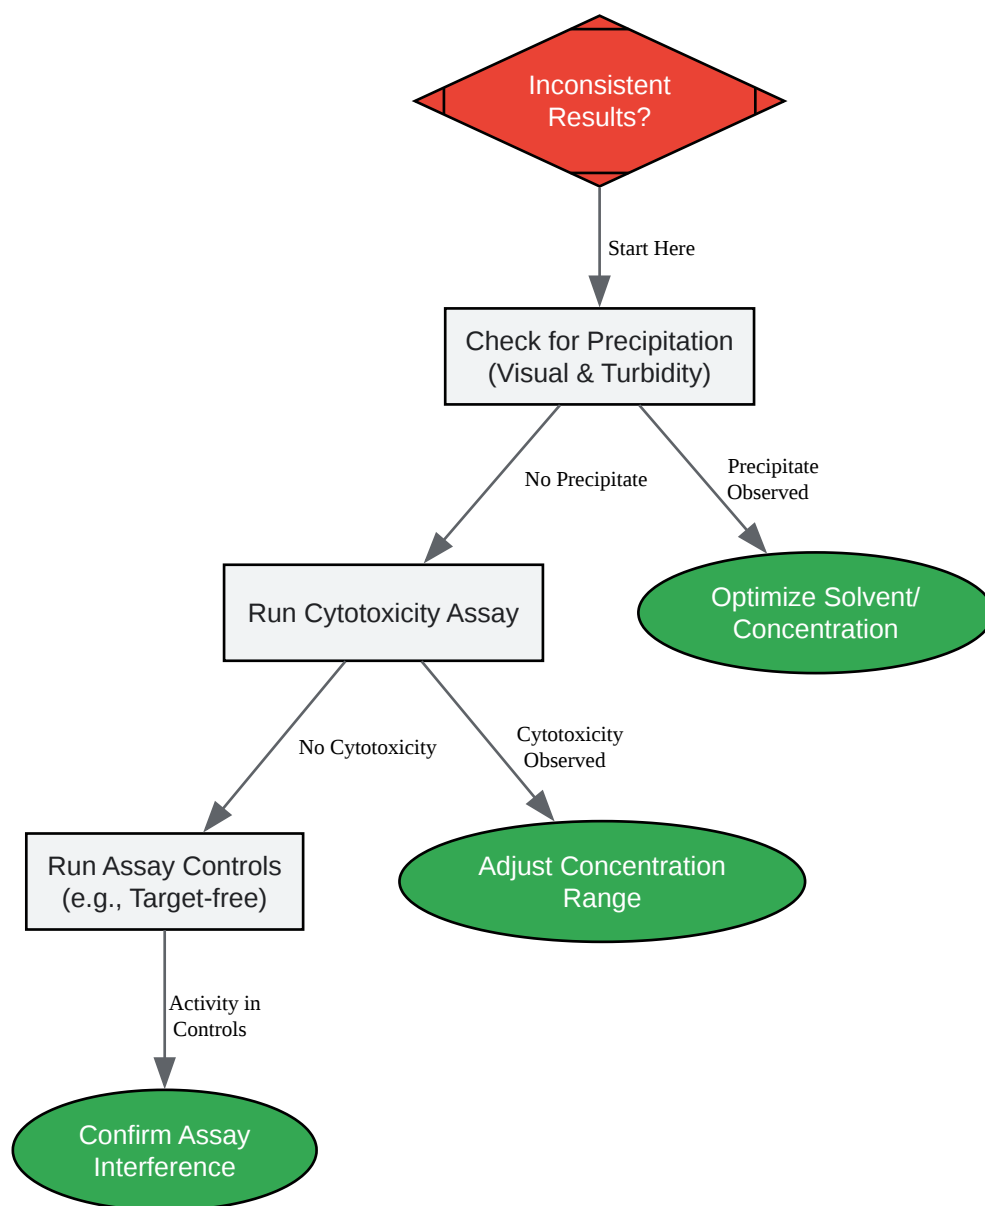 Inconsistent
Results?
Start Here
Check for Precipitation
(Visual & Turbidity)
No Precipitate
Precipitate
Observed
Run Cytotoxicity Assay
Optimize Solvent/
Concentration
No Cytotoxicity
Cytotoxicity
Observed
Run Assay Controls
(e.g., Target-free)
Adjust Concentration
Range
Activity in
Controls
Confirm Assay
Interference